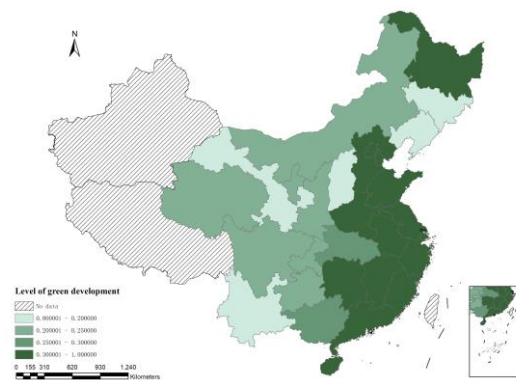 N
Level of green development
No data
0.000001 - 0.200000
0.200001 - 0.250000
0.250001 - 0.300000
0.300001 - 1.000000
0 155 310 620 930 1,240
Kilometers